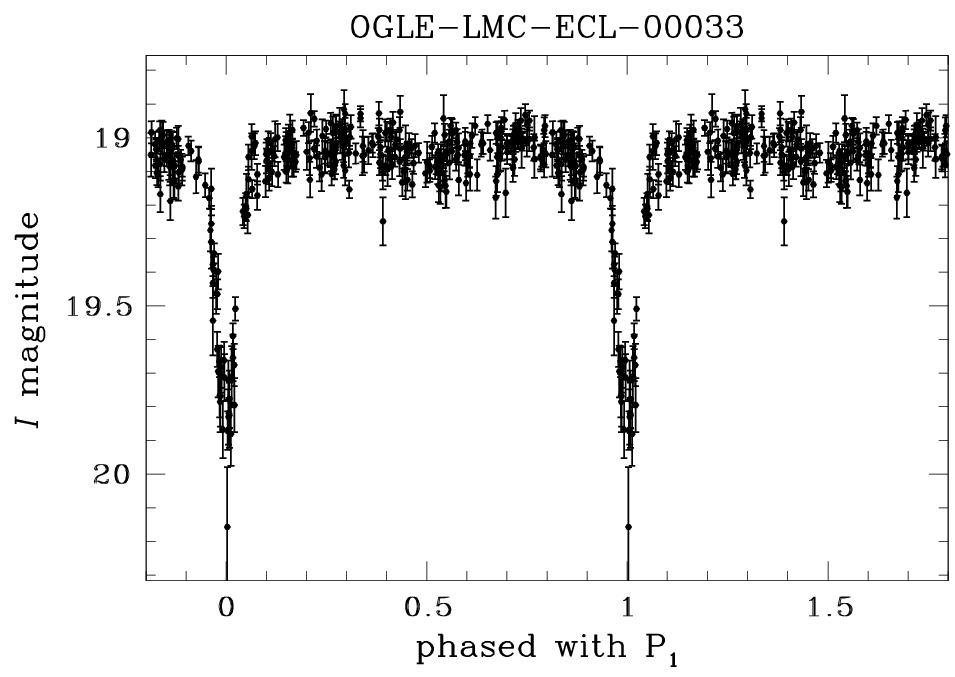 OGLE-LMC-ECL-00033
19
19.5
20
I magnitude
0 0.5 1 1.5
phased with P₁